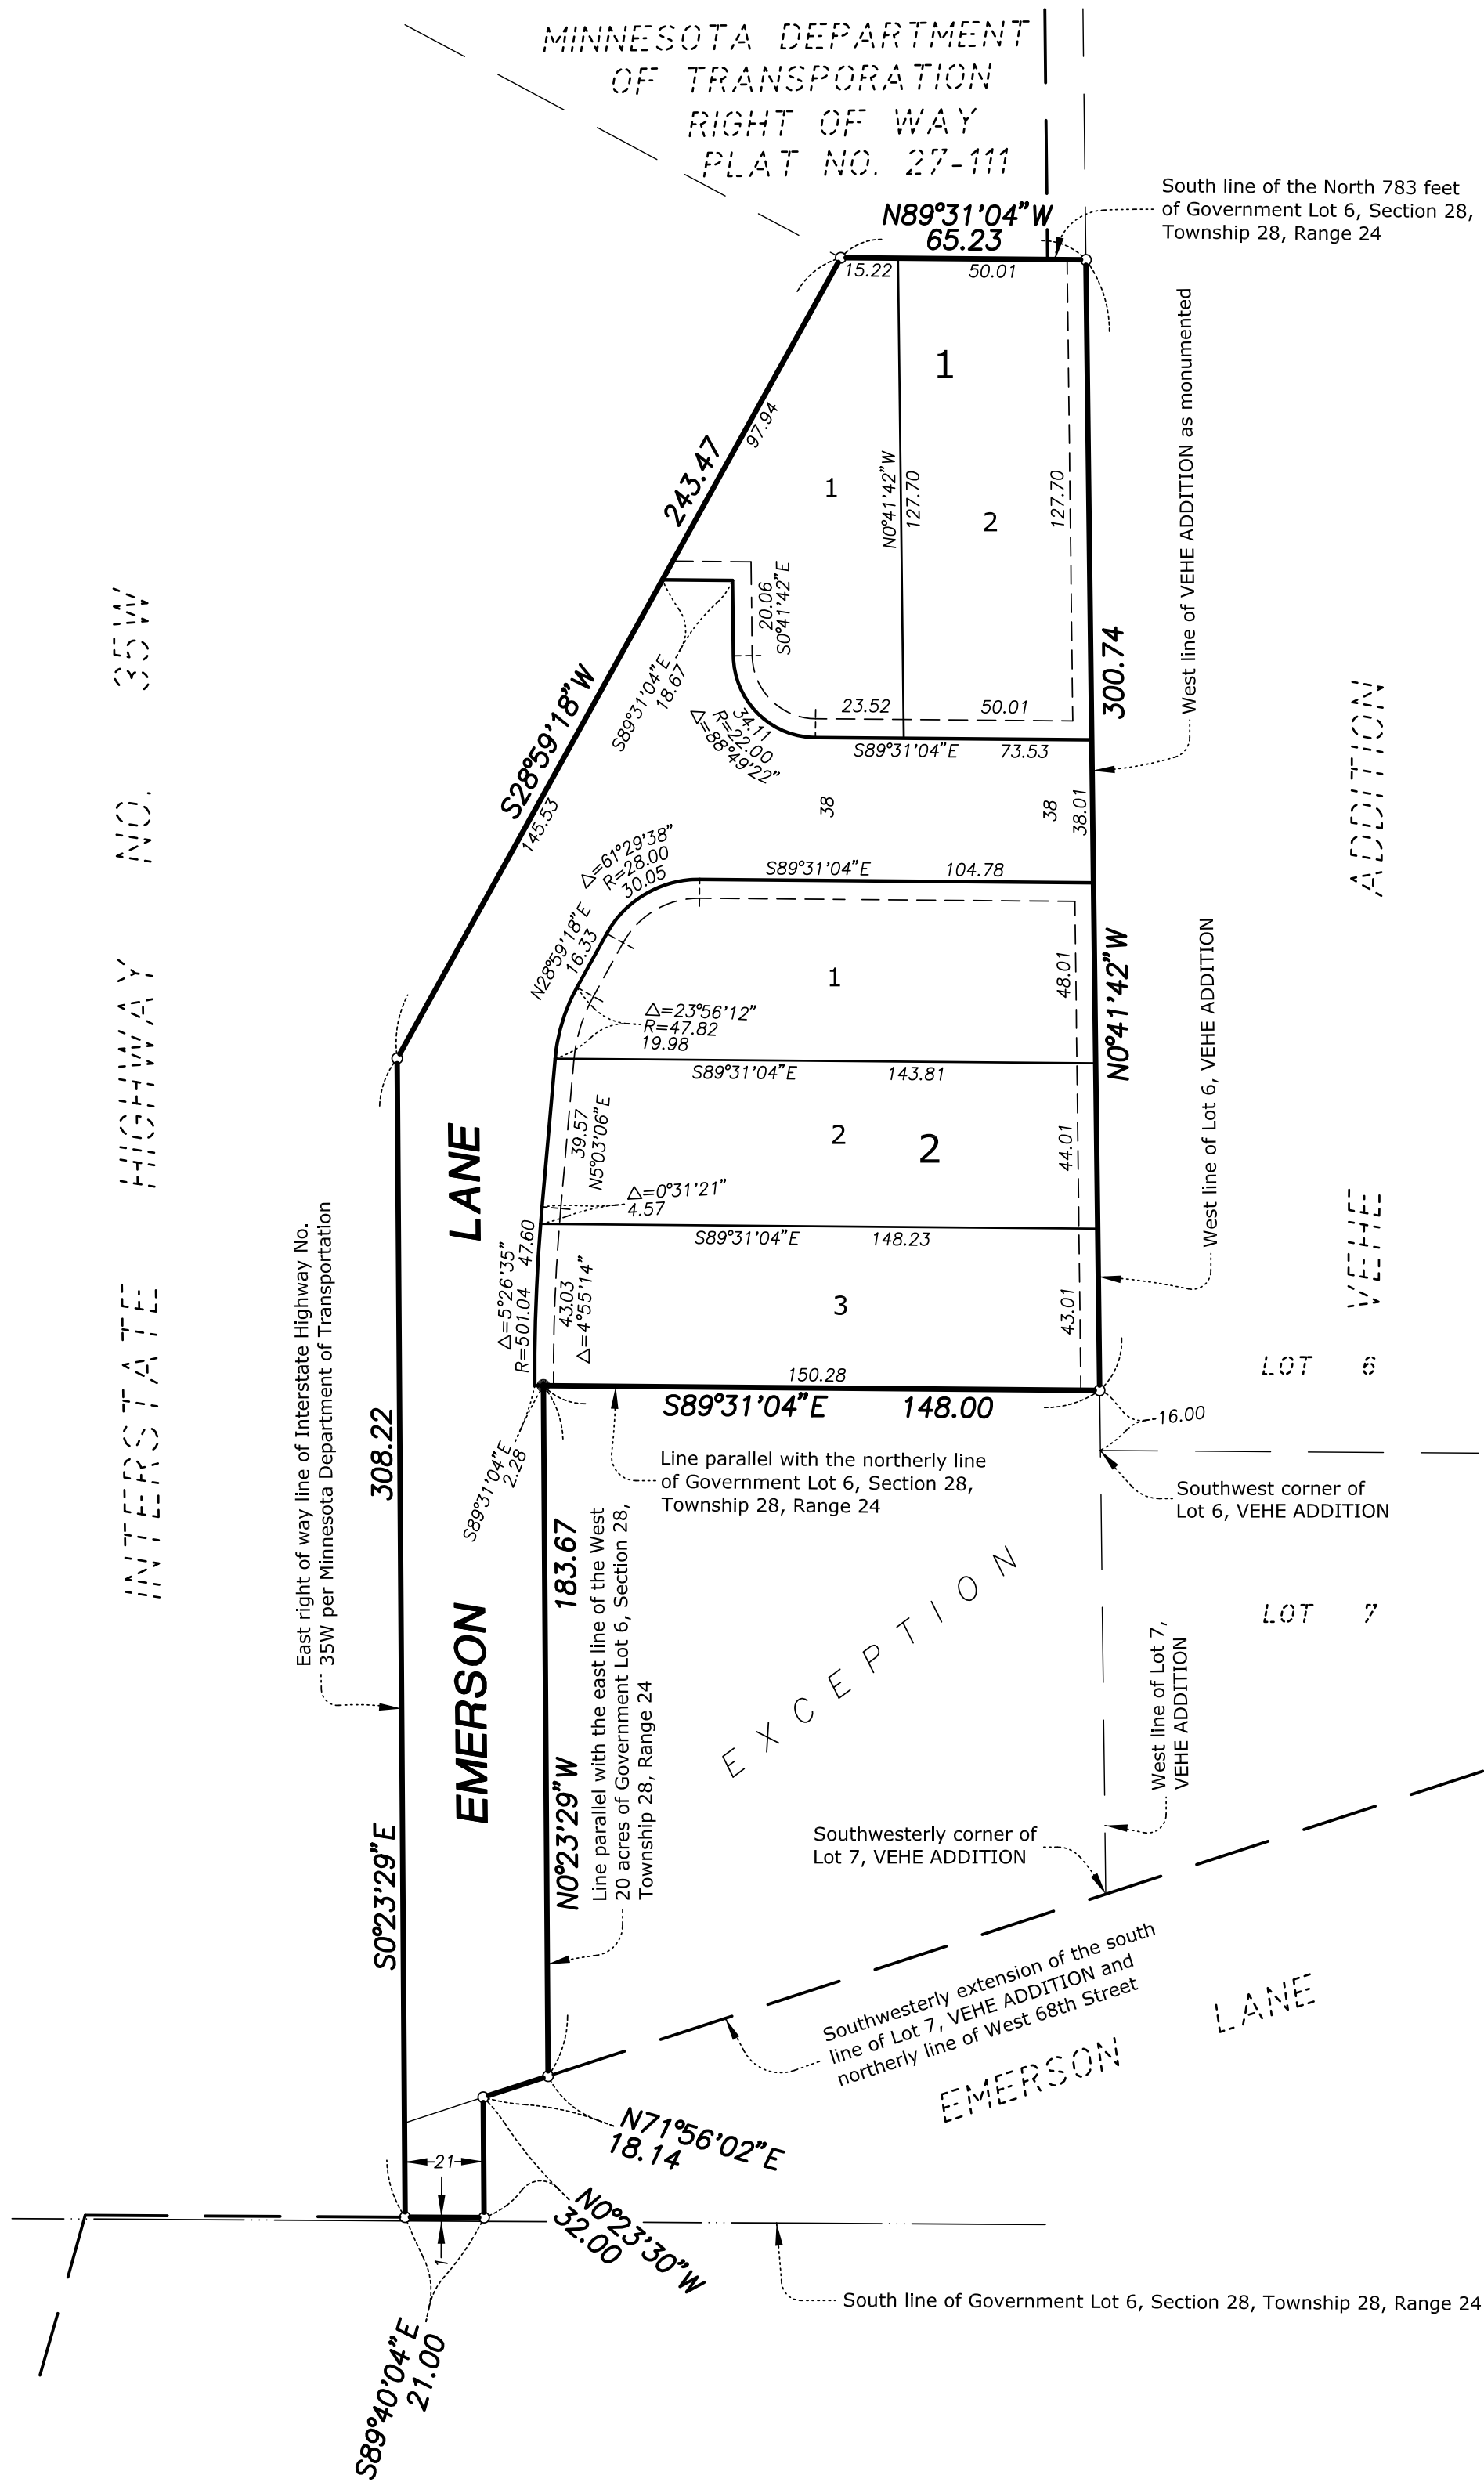 MINNESOTA DEPARTMENT
OF TRANSPORATION
RIGHT OF WAY
PLAT NO. 27-111
South line of the North 783 feet
of Government Lot 6, Section 28,
Township 28, Range 24
N89°31'04"W
65.23
15.22
50.01
1
243.47
97.94
1
N0°41'42"W
127.70
2
127.70
West line of VEHE ADDITION as monumented
20.06
S0°41'42"E
S89°31'04"E
18.67
34.11
R=22.00
Δ=88°49'22"
23.52
50.01
S89°31'04"E
73.53
300.74
S28°59'18"W
145.53
38
38
38.01
INTERSTATE HIGHWAY NO. 35W
VEHE ADDITION
Δ=61°29'38"
R=28.00
30.05
S89°31'04"E
104.78
N28°59'18"E
16.33
1
48.01
N0°41'42"W
Δ=23°56'12"
R=47.82
19.98
S89°31'04"E
143.81
West line of Lot 6, VEHE ADDITION
39.57
N5°03'06"E
2
2
44.01
Δ=0°31'21"
4.57
S89°31'04"E
148.23
Δ=5°26'35"
47.60
R=501.04
43.03
Δ=4°55'14"
3
43.01
150.28
S89°31'04"E
148.00
LOT 6
16.00
S89°31'04"E
2.28
Line parallel with the northerly line
of Government Lot 6, Section 28,
Township 28, Range 24
Southwest corner of
Lot 6, VEHE ADDITION
East right of way line of Interstate Highway No.
35W per Minnesota Department of Transportation
308.22
S0°23'29"E
EMERSON LANE
183.67
N0°23'29"W
Line parallel with the east line of the West
20 acres of Government Lot 6, Section 28,
Township 28, Range 24
EXCEPTION
LOT 7
West line of Lot 7,
VEHE ADDITION
Southwesterly corner of
Lot 7, VEHE ADDITION
Southwesterly extension of the south
line of Lot 7, VEHE ADDITION and
northerly line of West 68th Street
EMERSON LANE
N71°56'02"E
18.14
21
N0°23'30"W
32.00
1
South line of Government Lot 6, Section 28, Township 28, Range 24
S89°40'04"E
21.00